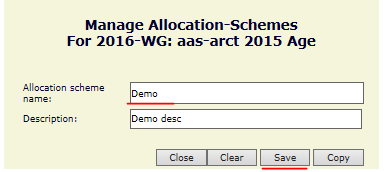 Manage Allocation-Schemes
For 2016-WG: aas-arct 2015 Age
Allocation scheme
name:
Demo
Description:
Demo desc
Close Clear Save Copy